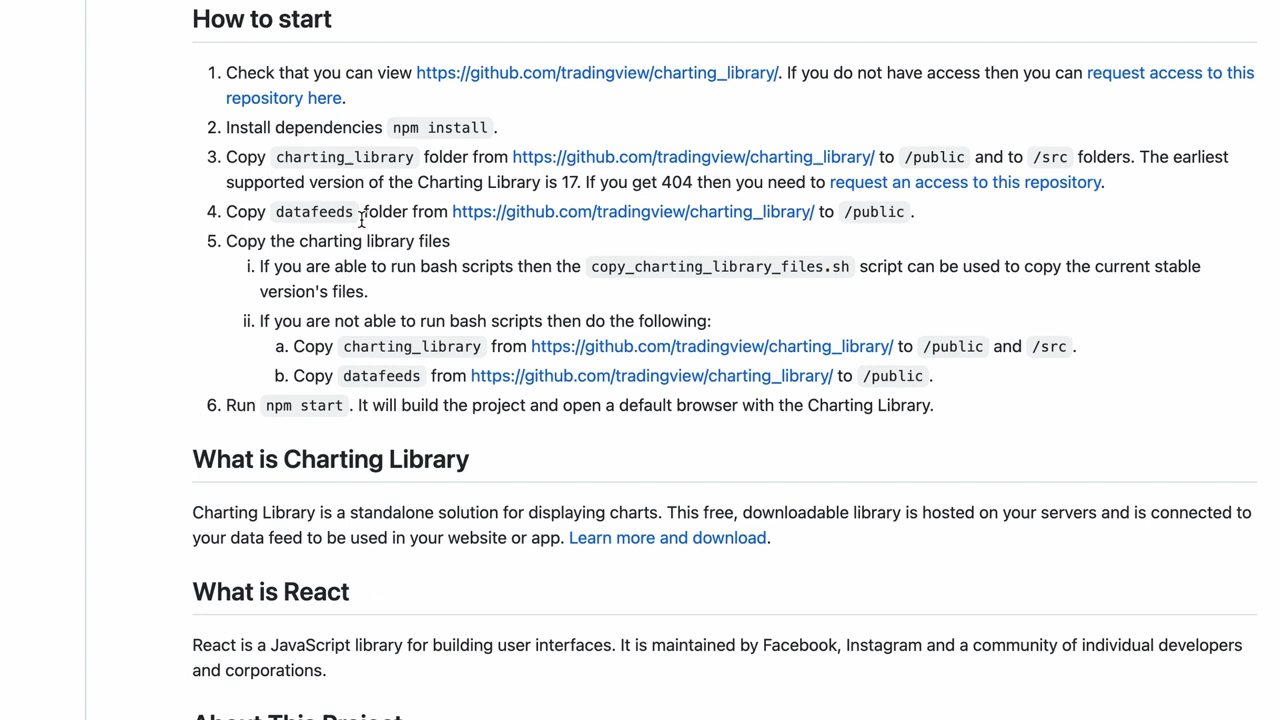 How to start
1. Check that you can view https://github.com/tradingview/charting_library/. If you do not have access then you can request access to this
repository here.
2. Install dependencies npm install.
3. Copy charting_library folder from https://github.com/tradingview/charting_library/ to /public and to /src folders. The earliest
supported version of the Charting Library is 17. If you get 404 then you need to request an access to this repository.
4. Copy datafeeds folder from https://github.com/tradingview/charting_library/ to /public.
5. Copy the charting library files
i. If you are able to run bash scripts then the copy_charting_library_files.sh script can be used to copy the current stable
version's files.
ii. If you are not able to run bash scripts then do the following:
a. Copy charting_library from https://github.com/tradingview/charting_library/ to /public and /src.
b. Copy datafeeds from https://github.com/tradingview/charting_library/ to /public.
6. Run npm start. It will build the project and open a default browser with the Charting Library.
What is Charting Library
Charting Library is a standalone solution for displaying charts. This free, downloadable library is hosted on your servers and is connected to
your data feed to be used in your website or app. Learn more and download.
What is React
React is a JavaScript library for building user interfaces. It is maintained by Facebook, Instagram and a community of individual developers
and corporations.
About This Project